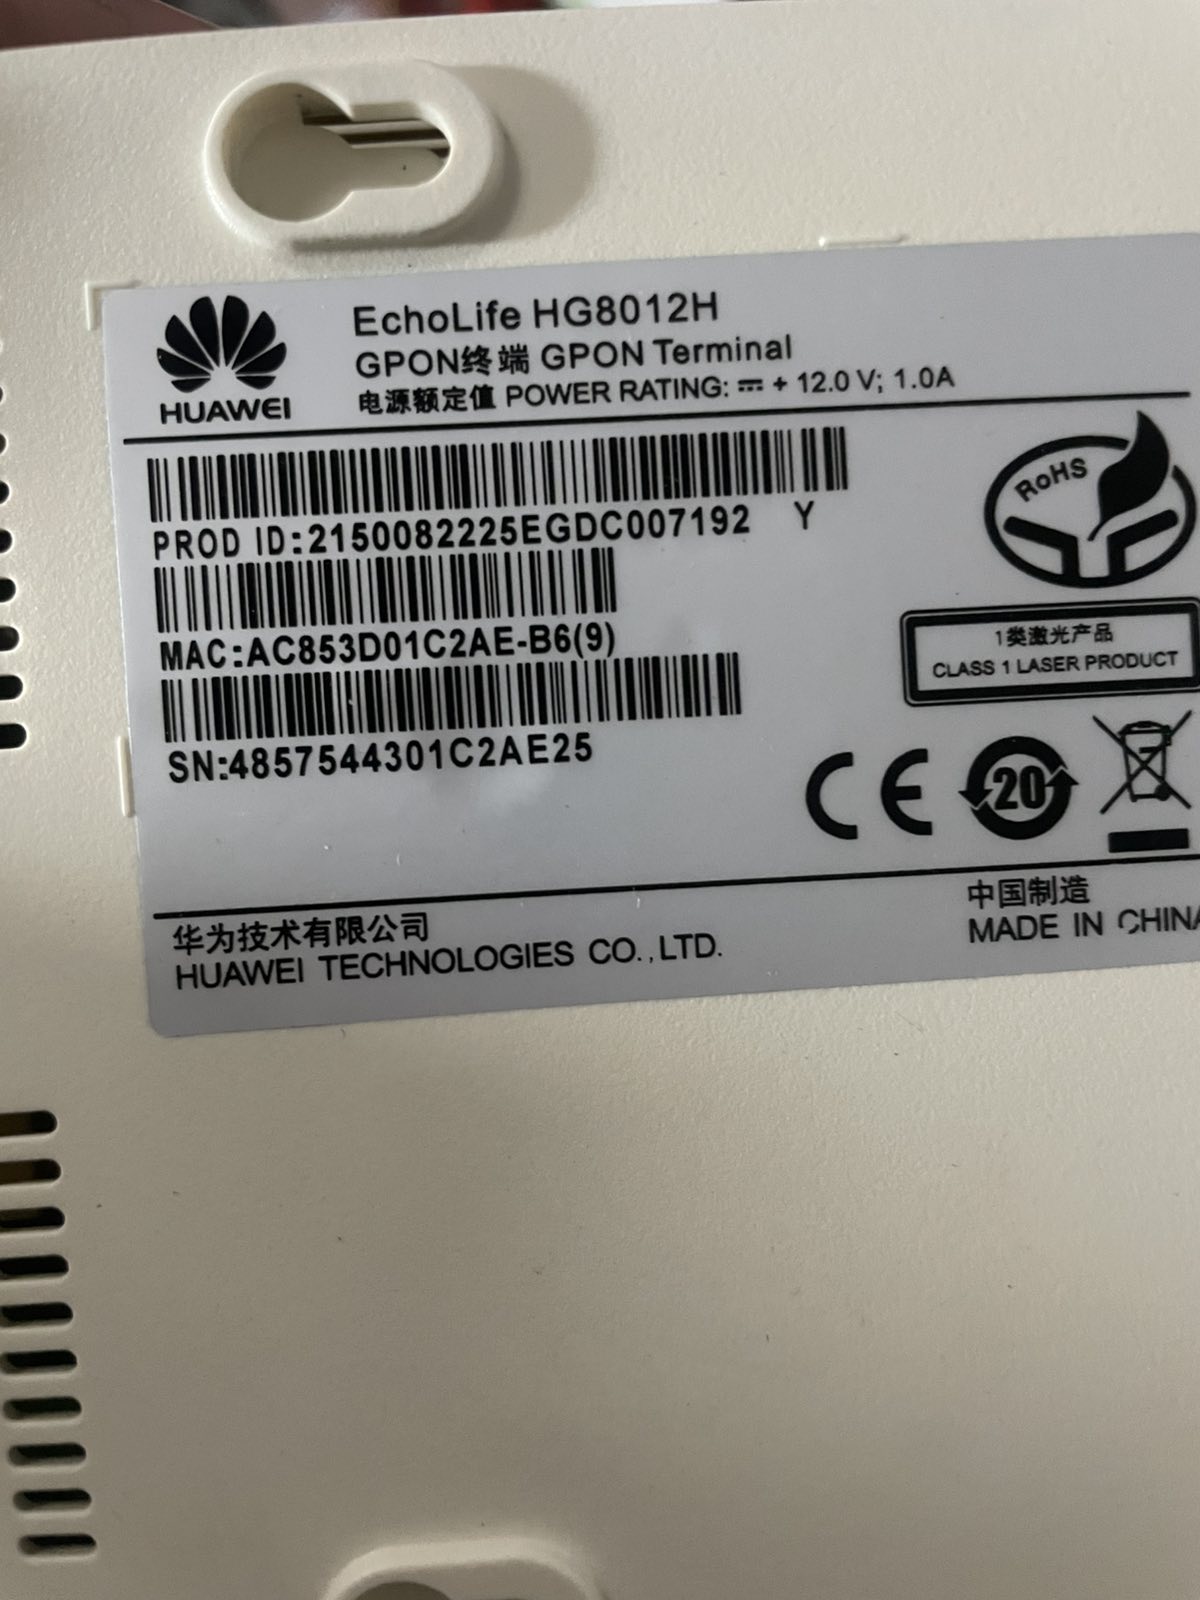 HUAWEI
EchoLife HG8012H
GPON终端 GPON Terminal
电源额定值 POWER RATING: ⎓ + 12.0 V; 1.0A
PROD ID:2150082225EGDC007192 Y
RoHS
MAC:AC853D01C2AE-B6(9)
1类激光产品
CLASS 1 LASER PRODUCT
SN:4857544301C2AE25
CE
20
华为技术有限公司
HUAWEI TECHNOLOGIES CO.,LTD.
中国制造
MADE IN CHINA